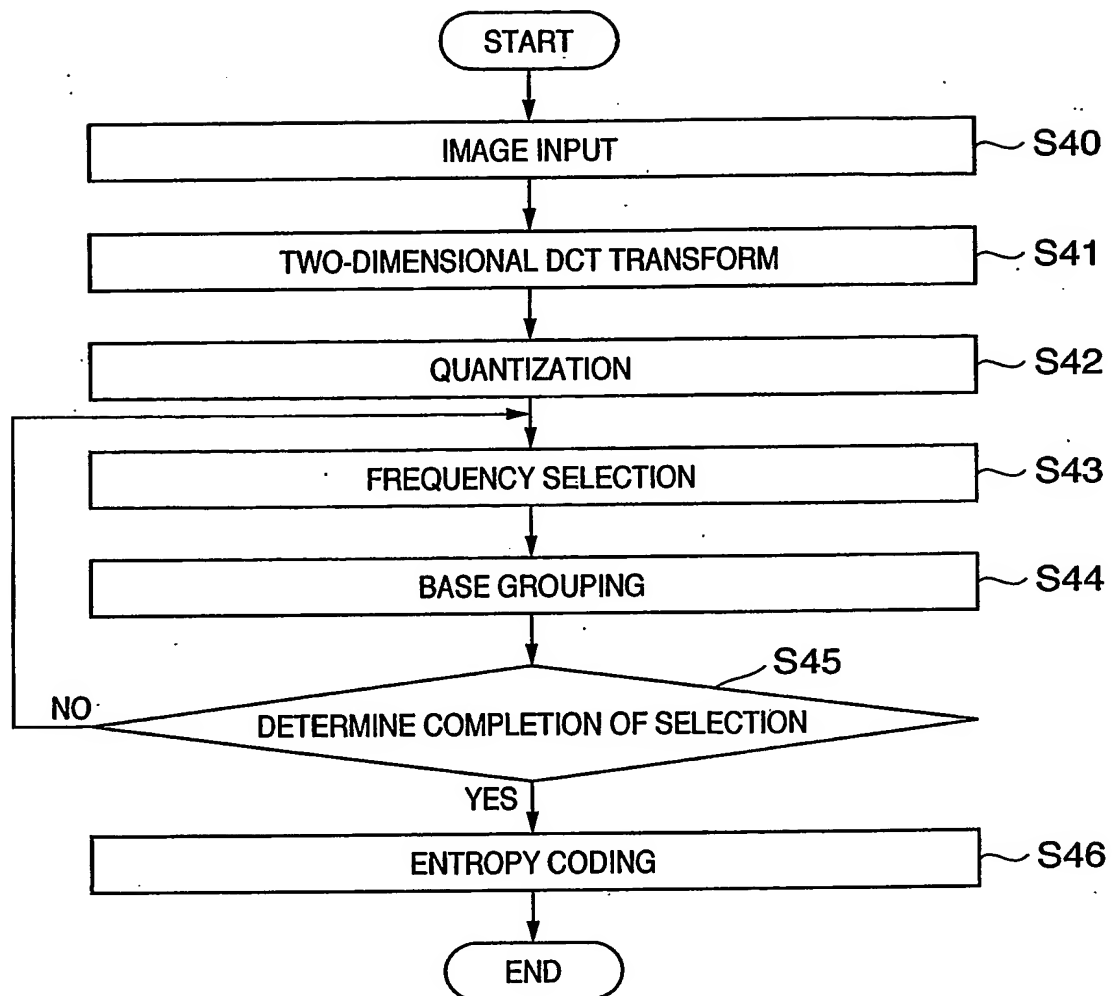 START
IMAGE INPUT
S40
TWO-DIMENSIONAL DCT TRANSFORM
S41
QUANTIZATION
S42
FREQUENCY SELECTION
S43
BASE GROUPING
S44
S45
NO
DETERMINE COMPLETION OF SELECTION
YES
ENTROPY CODING
S46
END